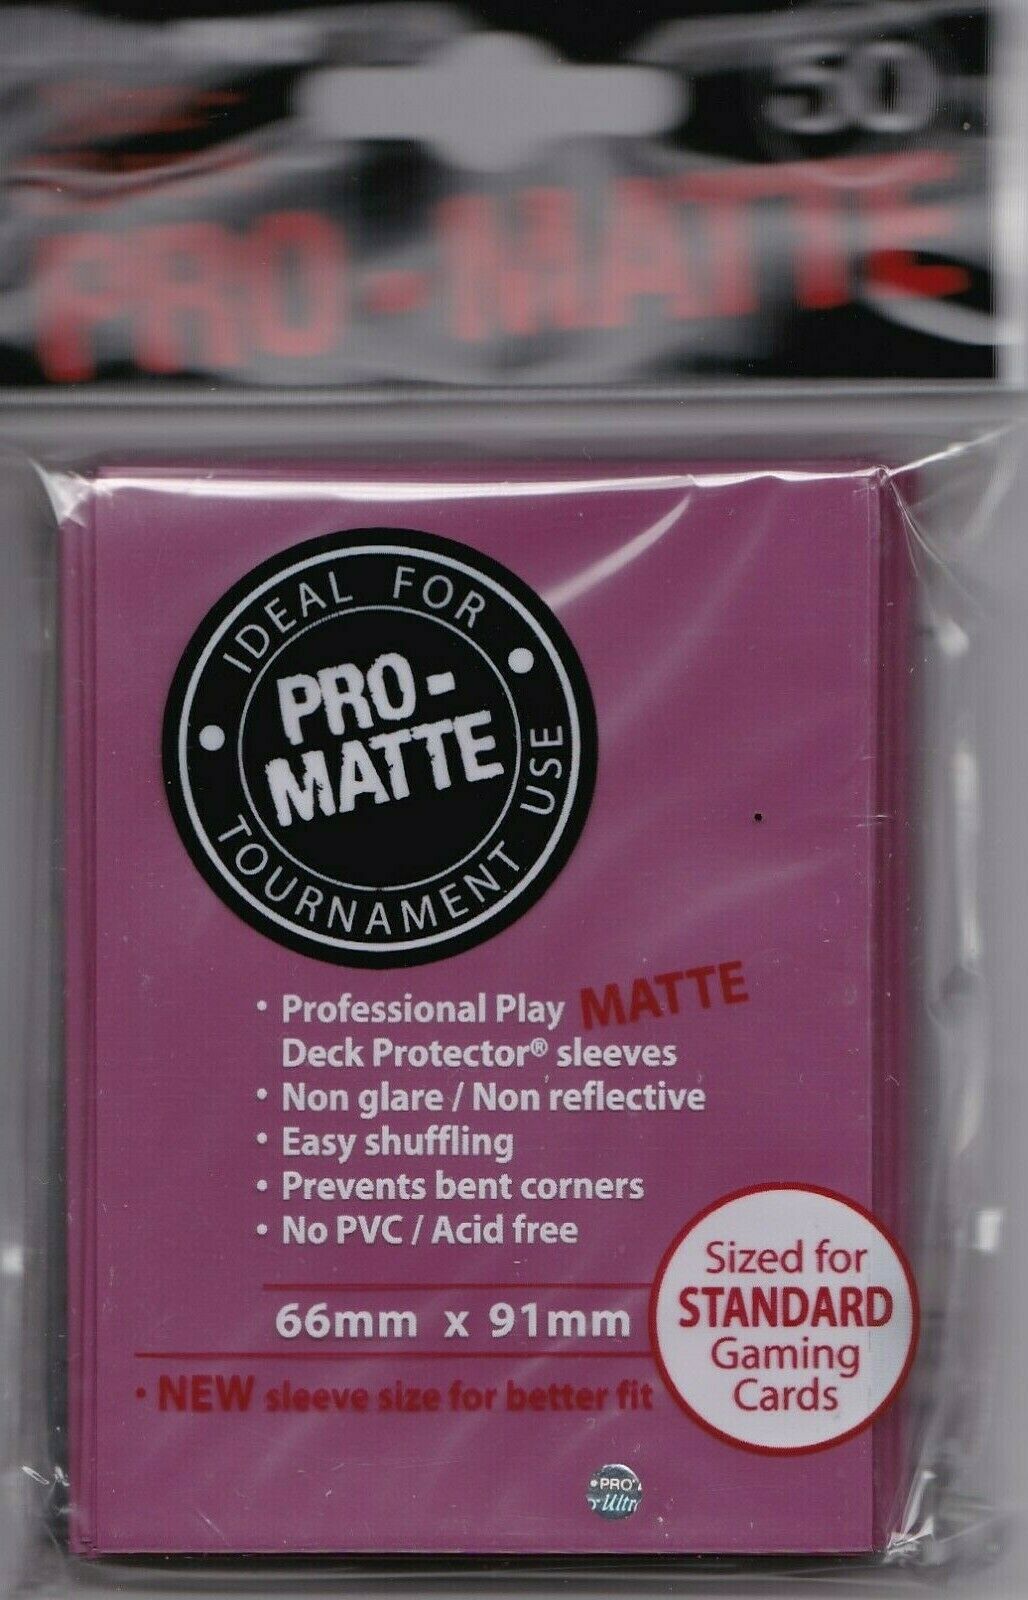 50
PRO-MATTE
IDEAL FOR
PRO-
MATTE
TOURNAMENT USE
• Professional Play MATTE
Deck Protector® sleeves
• Non glare / Non reflective
• Easy shuffling
• Prevents bent corners
• No PVC / Acid free
66mm x 91mm
• NEW sleeve size for better fit
Sized for
STANDARD
Gaming
Cards
• PRO
Ultr